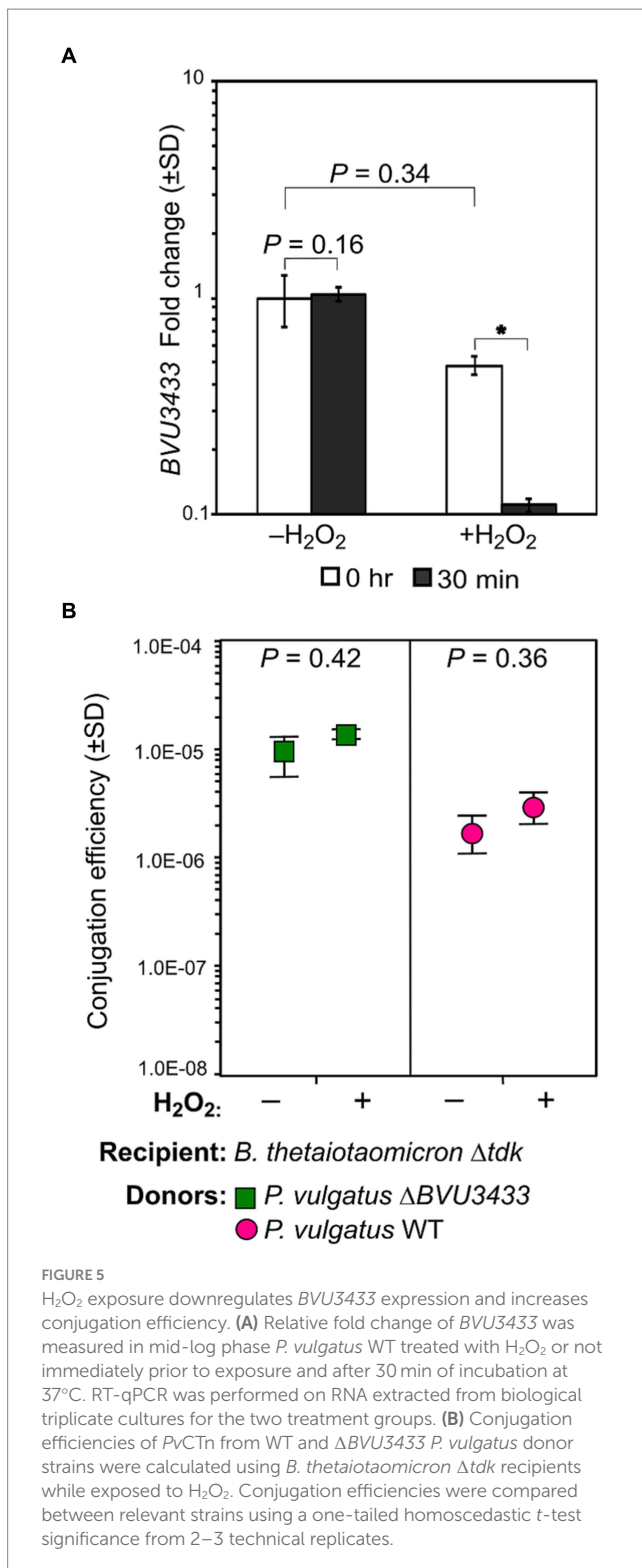 A
BVU3433 Fold change (±SD)
10
1
0.1
P = 0.34
P = 0.16
*
–H₂O₂
+H₂O₂
0 hr 30 min
B
Conjugation efficiency (±SD)
1.0E-04
1.0E-05
1.0E-06
1.0E-07
1.0E-08
P = 0.42
P = 0.36
H₂O₂: – + – +
Recipient: B. thetaiotaomicron Δtdk
Donors: P. vulgatus ΔBVU3433
P. vulgatus WT
FIGURE 5
H₂O₂ exposure downregulates BVU3433 expression and increases
conjugation efficiency. (A) Relative fold change of BVU3433 was
measured in mid-log phase P. vulgatus WT treated with H₂O₂ or not
immediately prior to exposure and after 30 min of incubation at
37°C. RT-qPCR was performed on RNA extracted from biological
triplicate cultures for the two treatment groups. (B) Conjugation
efficiencies of PvCTn from WT and ΔBVU3433 P. vulgatus donor
strains were calculated using B. thetaiotaomicron Δtdk recipients
while exposed to H₂O₂. Conjugation efficiencies were compared
between relevant strains using a one-tailed homoscedastic t-test
significance from 2–3 technical replicates.